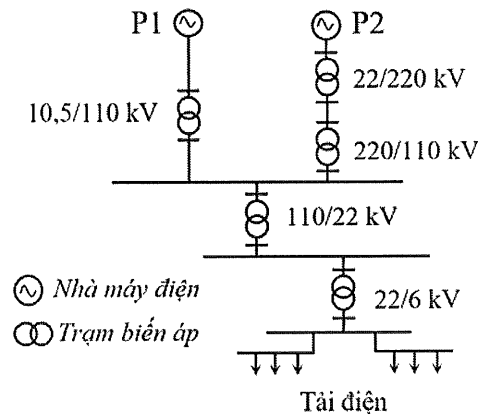 P1
P2
22/220 kV
10,5/110 kV
220/110 kV
110/22 kV
22/6 kV
Nhà máy điện
Trạm biến áp
Tải điện